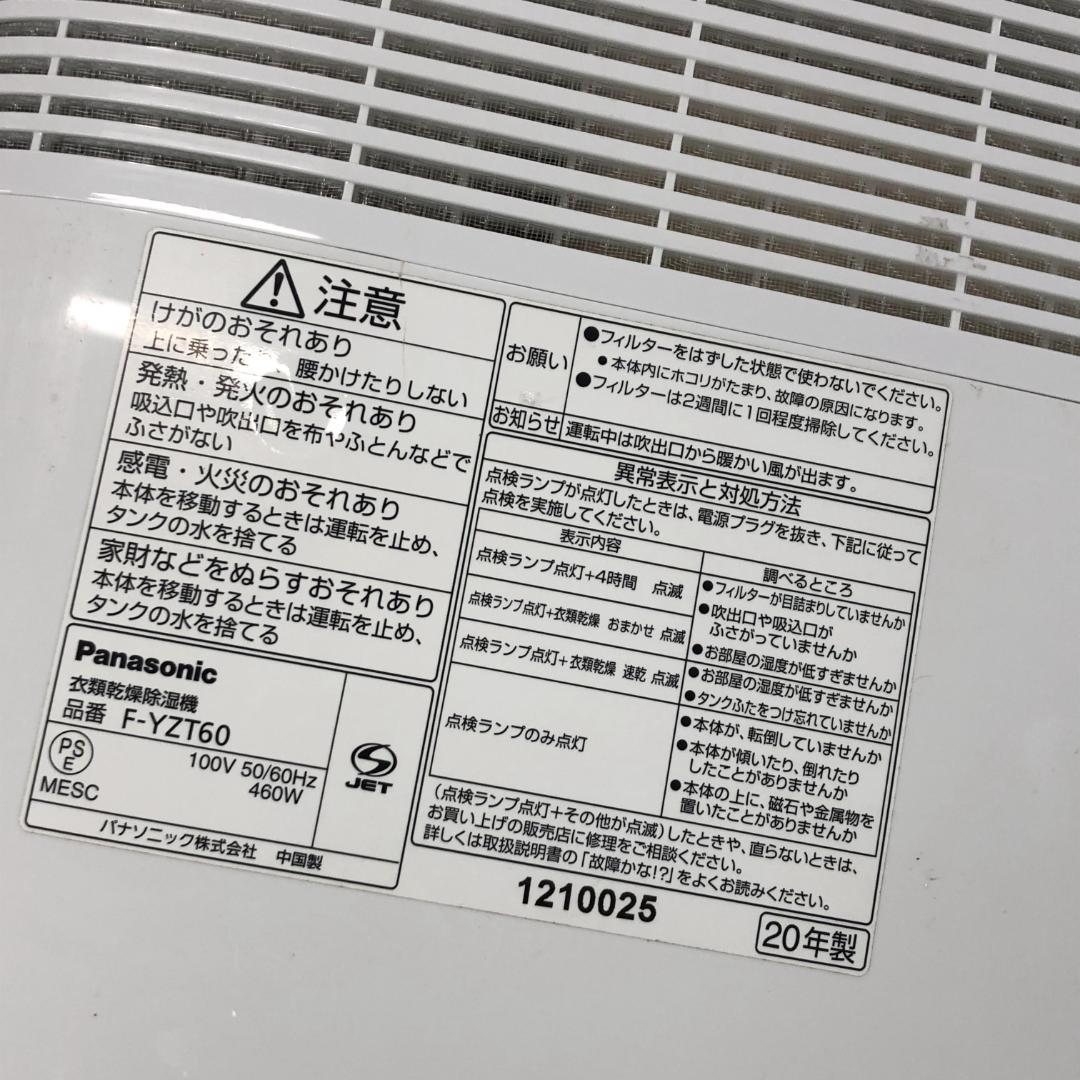 ⚠注意
けがのおそれあり
上に乗った 腰かけたりしない
発熱・発火のおそれあり
吸込口や吹出口を布やふとんなどで
ふさがない
感電・火災のおそれあり
本体を移動するときは運転を止め、
タンクの水を捨てる
家財などをぬらすおそれあり
本体を移動するときは運転を止め、
タンクの水を捨てる
Panasonic
衣類乾燥除湿機
品番 F-YZT60
PSE
MESC
100V 50/60Hz
460W
JET
パナソニック株式会社 中国製
お願い
●フィルターをはずした状態で使わないでください。
●本体内にホコリがたまり、故障の原因になります。
●フィルターは2週間に1回程度掃除してください。
お知らせ 運転中は吹出口から暖かい風が出ます。
異常表示と対処方法
点検ランプが点灯したときは、電源プラグを抜き、下記に従って
点検を実施してください。
表示内容
調べるところ
点検ランプ点灯+4時間 点滅
●フィルターが目詰まりしていませんか
●吹出口や吸込口が
ふさがっていませんか
点検ランプ点灯+衣類乾燥 おまかせ 点滅
●お部屋の湿度が低すぎませんか
点検ランプ点灯+衣類乾燥 速乾 点滅
●お部屋の湿度が低すぎませんか
●タンクふたをつけ忘れていませんか
点検ランプのみ点灯
●本体が、転倒していませんか
●本体が傾いたり、倒れたり
したことがありませんか
●本体の上に、磁石や金属物を
置いたことがありませんか
(点検ランプ点灯+その他が点滅)したときや、直らないときは、
お買い上げの販売店に修理をご相談ください。
詳しくは取扱説明書の「故障かな!?」をよくお読みください。
1210025
20年製